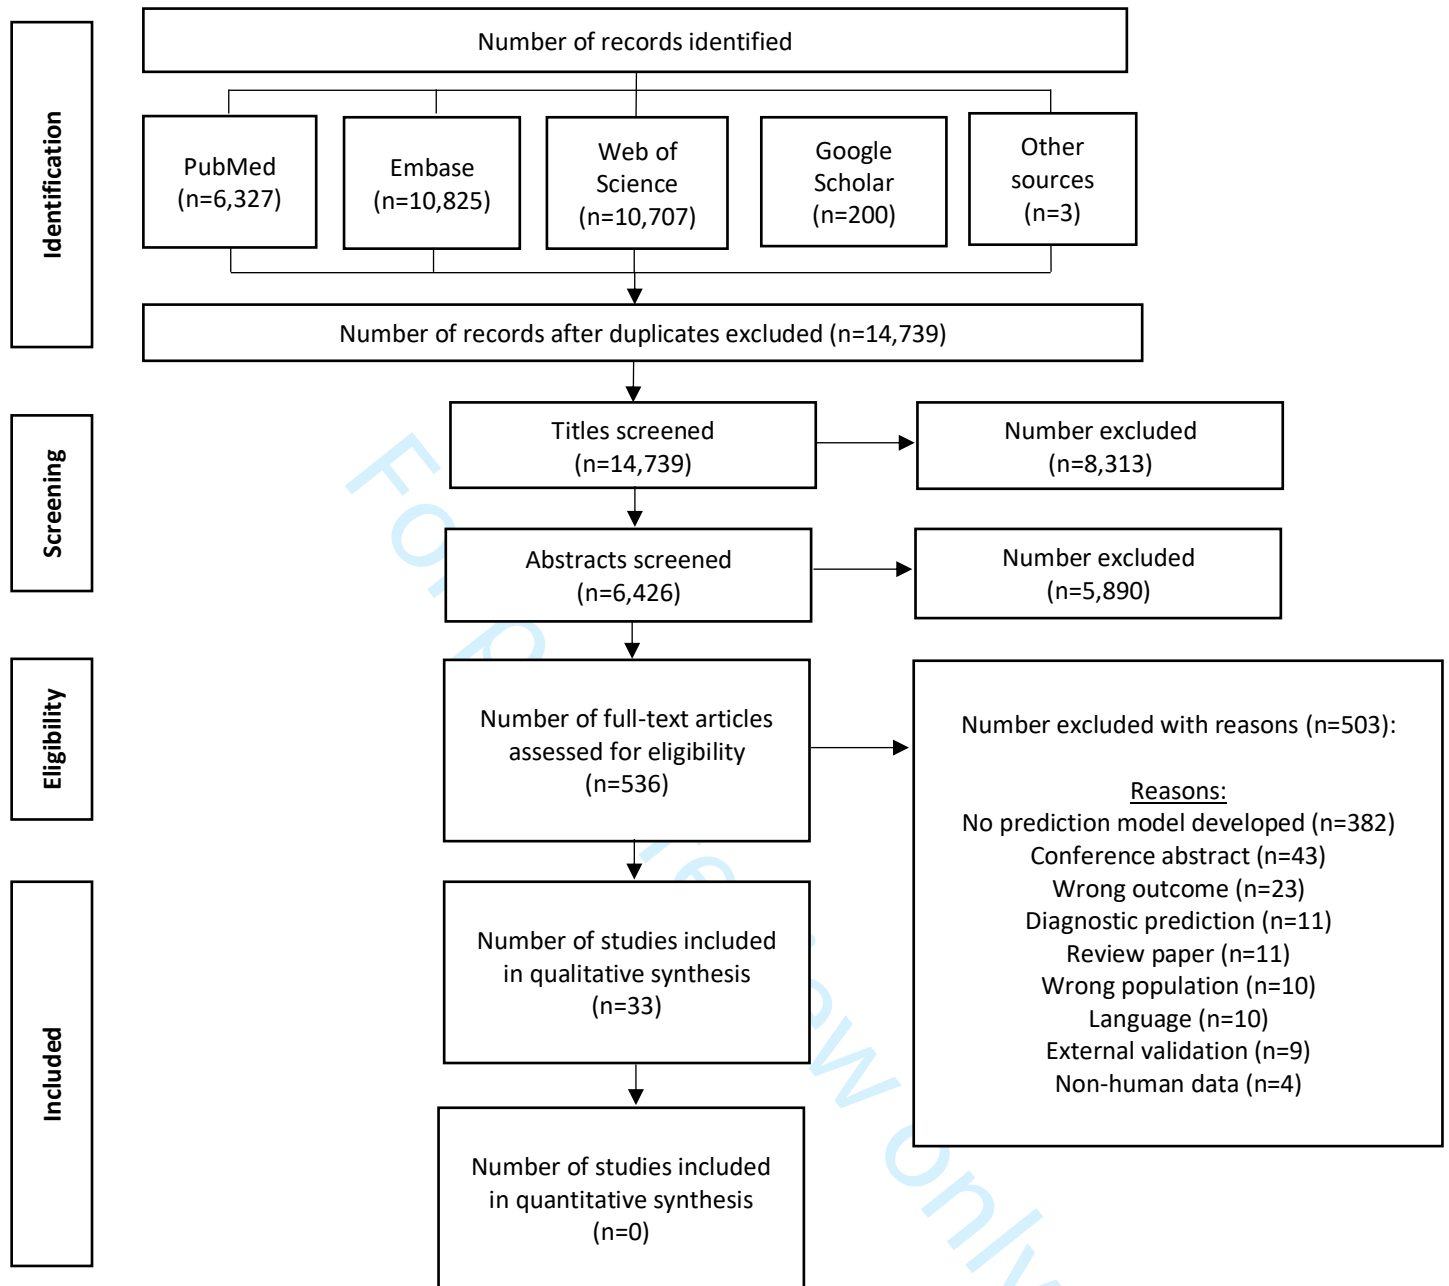 Identification
Number of records identified
PubMed
(n=6,327)
Embase
(n=10,825)
Web of
Science
(n=10,707)
Google
Scholar
(n=200)
Other
sources
(n=3)
Number of records after duplicates excluded (n=14,739)
Screening
Titles screened
(n=14,739)
Number excluded
(n=8,313)
Abstracts screened
(n=6,426)
Number excluded
(n=5,890)
Eligibility
Number of full-text articles
assessed for eligibility
(n=536)
Number excluded with reasons (n=503):
Reasons:
No prediction model developed (n=382)
Conference abstract (n=43)
Wrong outcome (n=23)
Diagnostic prediction (n=11)
Review paper (n=11)
Wrong population (n=10)
Language (n=10)
External validation (n=9)
Non-human data (n=4)
Included
Number of studies included
in qualitative synthesis
(n=33)
Number of studies included
in quantitative synthesis
(n=0)
For peer review only